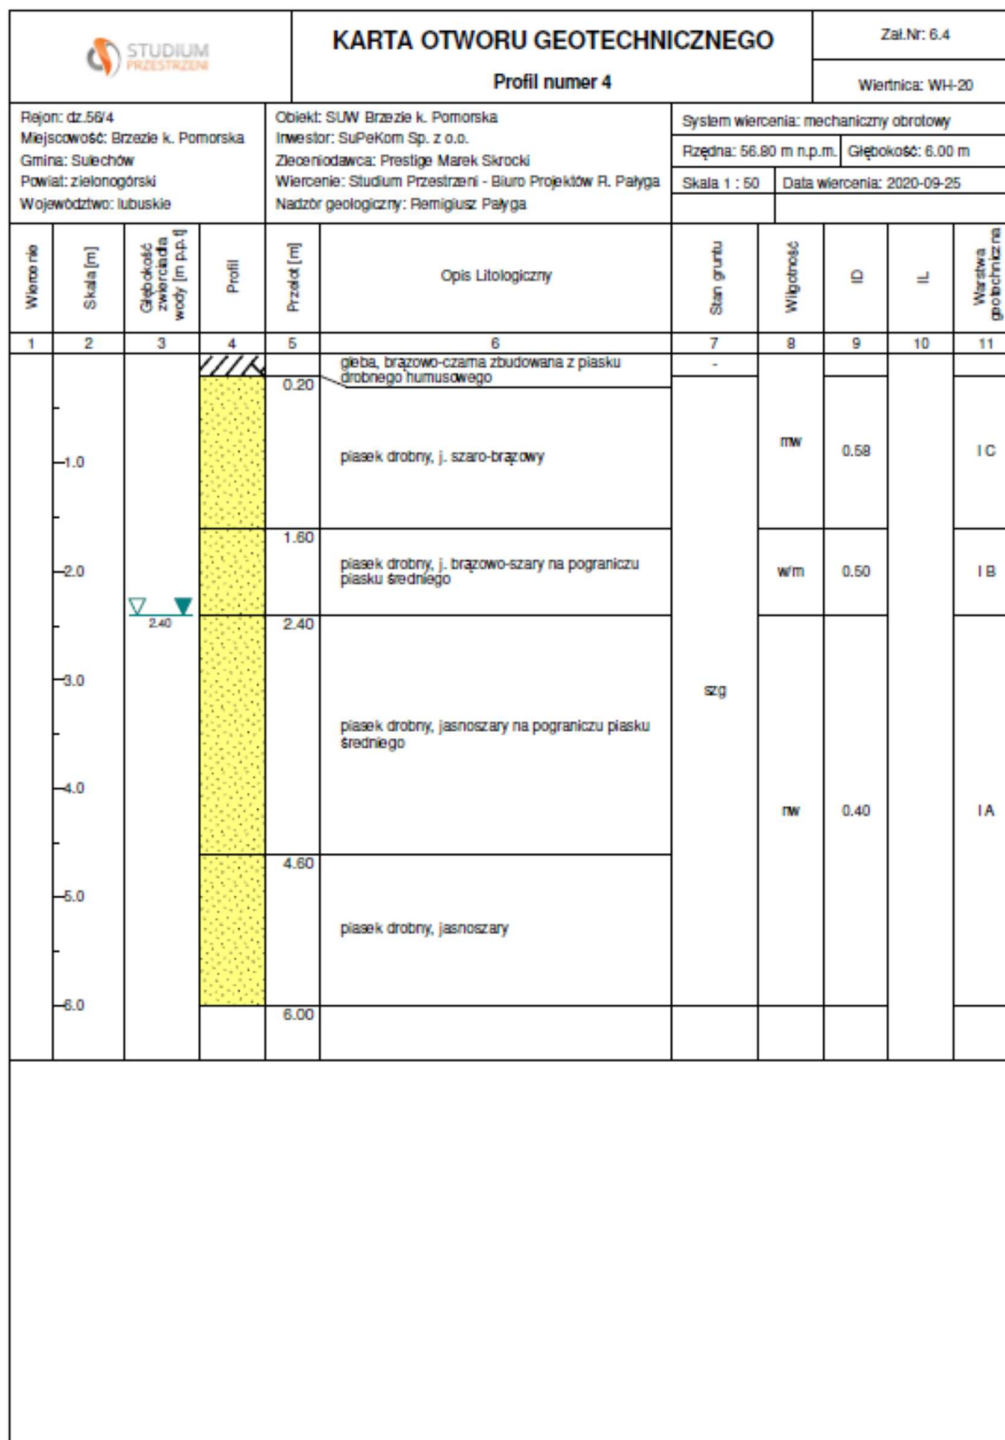 STUDIUM
PRZESTRZENI
KARTA OTWORU GEOTECHNICZNEGO
Profil numer 4
Zał.Nr: 6.4
Wiertnica: WH-20
Rejon: dz.56/4
Miejscowość: Brzezie k. Pomorska
Gmina: Sulechów
Powiat: zielonogórski
Województwo: lubuskie
Obiekt: SUW Brzezie k. Pomorska
Inwestor: SuPeKom Sp. z o.o.
Zleceniodawca: Prestige Marek Skrocki
Wiercenie: Studium Przestrzeni - Biuro Projektów R. Pałyga
Nadzór geologiczny: Remigiusz Pałyga
System wiercenia: mechaniczny obrotowy
Rzędna: 56.80 m n.p.m. Głębokość: 6.00 m
Skala 1 : 50 Data wiercenia: 2020-09-25
Wiercenie
Skala [m]
Głębokość
zwierciadła
wody [m p.p.t]
Profil
Przelot [m]
Opis Litologiczny
Stan gruntu
Wilgotność
ID
IL
Warstwa
geotechniczna
1 2 3 4 5 6 7 8 9 10 11
gleba, brązowo-czarna zbudowana z piasku
drobnego humusowego
-
0.20
1.0
piasek drobny, j. szaro-brązowy
mw
0.58
I C
1.60
2.0
piasek drobny, j. brązowo-szary na pograniczu
piasku średniego
w/m
0.50
I B
2.40
2.40
3.0
szg
piasek drobny, jasnoszary na pograniczu piasku
średniego
4.0
nw
0.40
I A
4.60
5.0
piasek drobny, jasnoszary
6.0
6.00